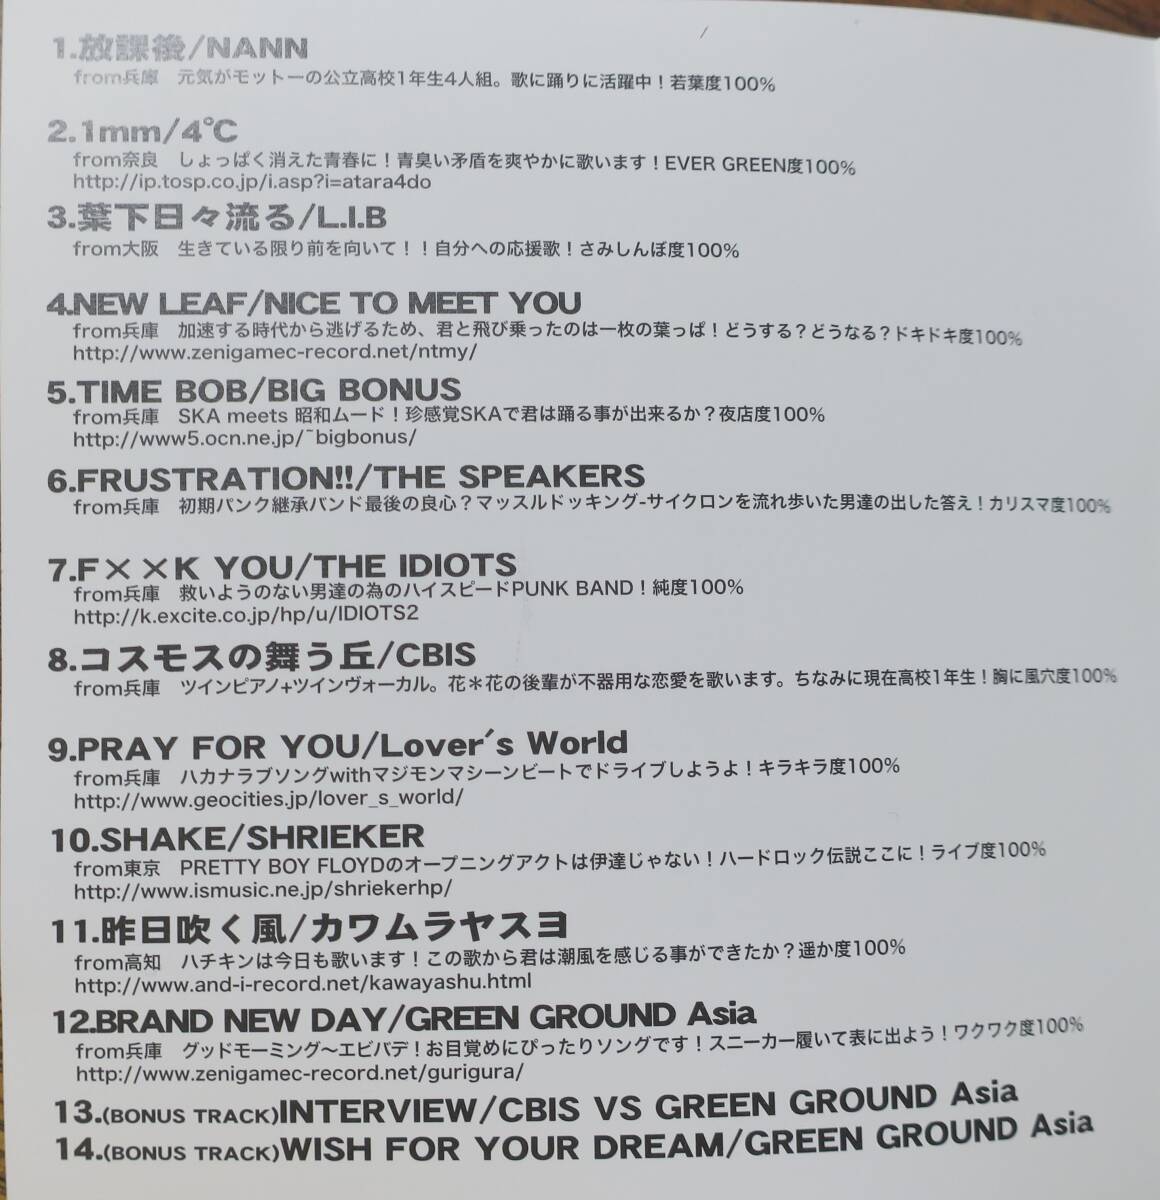 1.放課後/NANN
from兵庫 元気がモットーの公立高校1年生4人組。歌に踊りに活躍中！若葉度100%
2.1mm/4℃
from奈良 しょっぱく消えた青春に！青臭い矛盾を爽やかに歌います！EVER GREEN度100%
http://ip.tosp.co.jp/i.asp?i=atara4do
3.葉下日々流る/L.I.B
from大阪 生きている限り前を向いて！！自分への応援歌！さみしんぼ度100%
4.NEW LEAF/NICE TO MEET YOU
from兵庫 加速する時代から逃げるため、君と飛び乗ったのは一枚の葉っぱ！どうする？どうなる？ドキドキ度100%
http://www.zenigamec-record.net/ntmy/
5.TIME BOB/BIG BONUS
from兵庫 SKA meets 昭和ムード！珍感覚SKAで君は踊る事が出来るか？夜店度100%
http://www5.ocn.ne.jp/~bigbonus/
6.FRUSTRATION!!/THE SPEAKERS
from兵庫 初期パンク継承バンド最後の良心？マッスルドッキング-サイクロンを流れ歩いた男達の出した答え！カリスマ度100%
7.F××K YOU/THE IDIOTS
from兵庫 救いようのない男達の為のハイスピードPUNK BAND！純度100%
http://k.excite.co.jp/hp/u/IDIOTS2
8.コスモスの舞う丘/CBIS
from兵庫 ツインピアノ+ツインヴォーカル。花＊花の後輩が不器用な恋愛を歌います。ちなみに現在高校1年生！胸に風穴度100%
9.PRAY FOR YOU/Lover's World
from兵庫 ハカナラブソングwithマジモンマシーンビートでドライブしようよ！キラキラ度100%
http://www.geocities.jp/lover_s_world/
10.SHAKE/SHRIEKER
from東京 PRETTY BOY FLOYDのオープニングアクトは伊達じゃない！ハードロック伝説ここに！ライブ度100%
http://www.ismusic.ne.jp/shriekerhp/
11.昨日吹く風/カワムラヤスヨ
from高知 ハチキンは今日も歌います！この歌から君は潮風を感じる事ができたか？遥か度100%
http://www.and-i-record.net/kawayashu.html
12.BRAND NEW DAY/GREEN GROUND Asia
from兵庫 グッドモーミング〜エビバデ！お目覚めにぴったりソングです！スニーカー履いて表に出よう！ワクワク度100%
http://www.zenigamec-record.net/gurigura/
13.(BONUS TRACK)INTERVIEW/CBIS VS GREEN GROUND Asia
14.(BONUS TRACK)WISH FOR YOUR DREAM/GREEN GROUND Asia